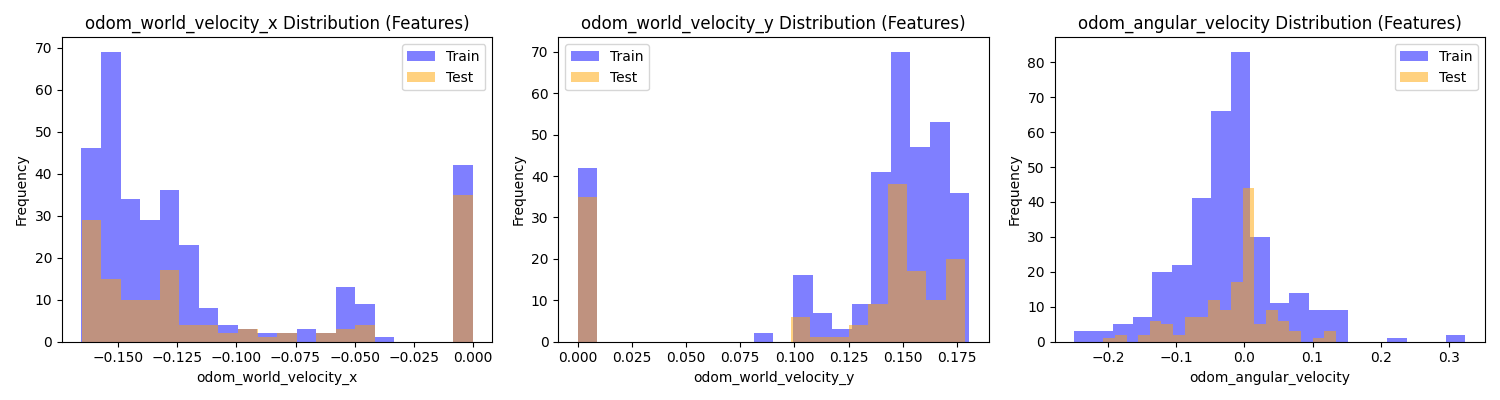 odom_world_velocity_x Distribution (Features)
70
60
50
40
30
20
10
0
Frequency
−0.150 −0.125 −0.100 −0.075 −0.050 −0.025 0.000
odom_world_velocity_x
Train
Test
odom_world_velocity_y Distribution (Features)
70
60
50
40
30
20
10
0
Frequency
0.000 0.025 0.050 0.075 0.100 0.125 0.150 0.175
odom_world_velocity_y
Train
Test
odom_angular_velocity Distribution (Features)
80
70
60
50
40
30
20
10
0
Frequency
−0.2 −0.1 0.0 0.1 0.2 0.3
odom_angular_velocity
Train
Test